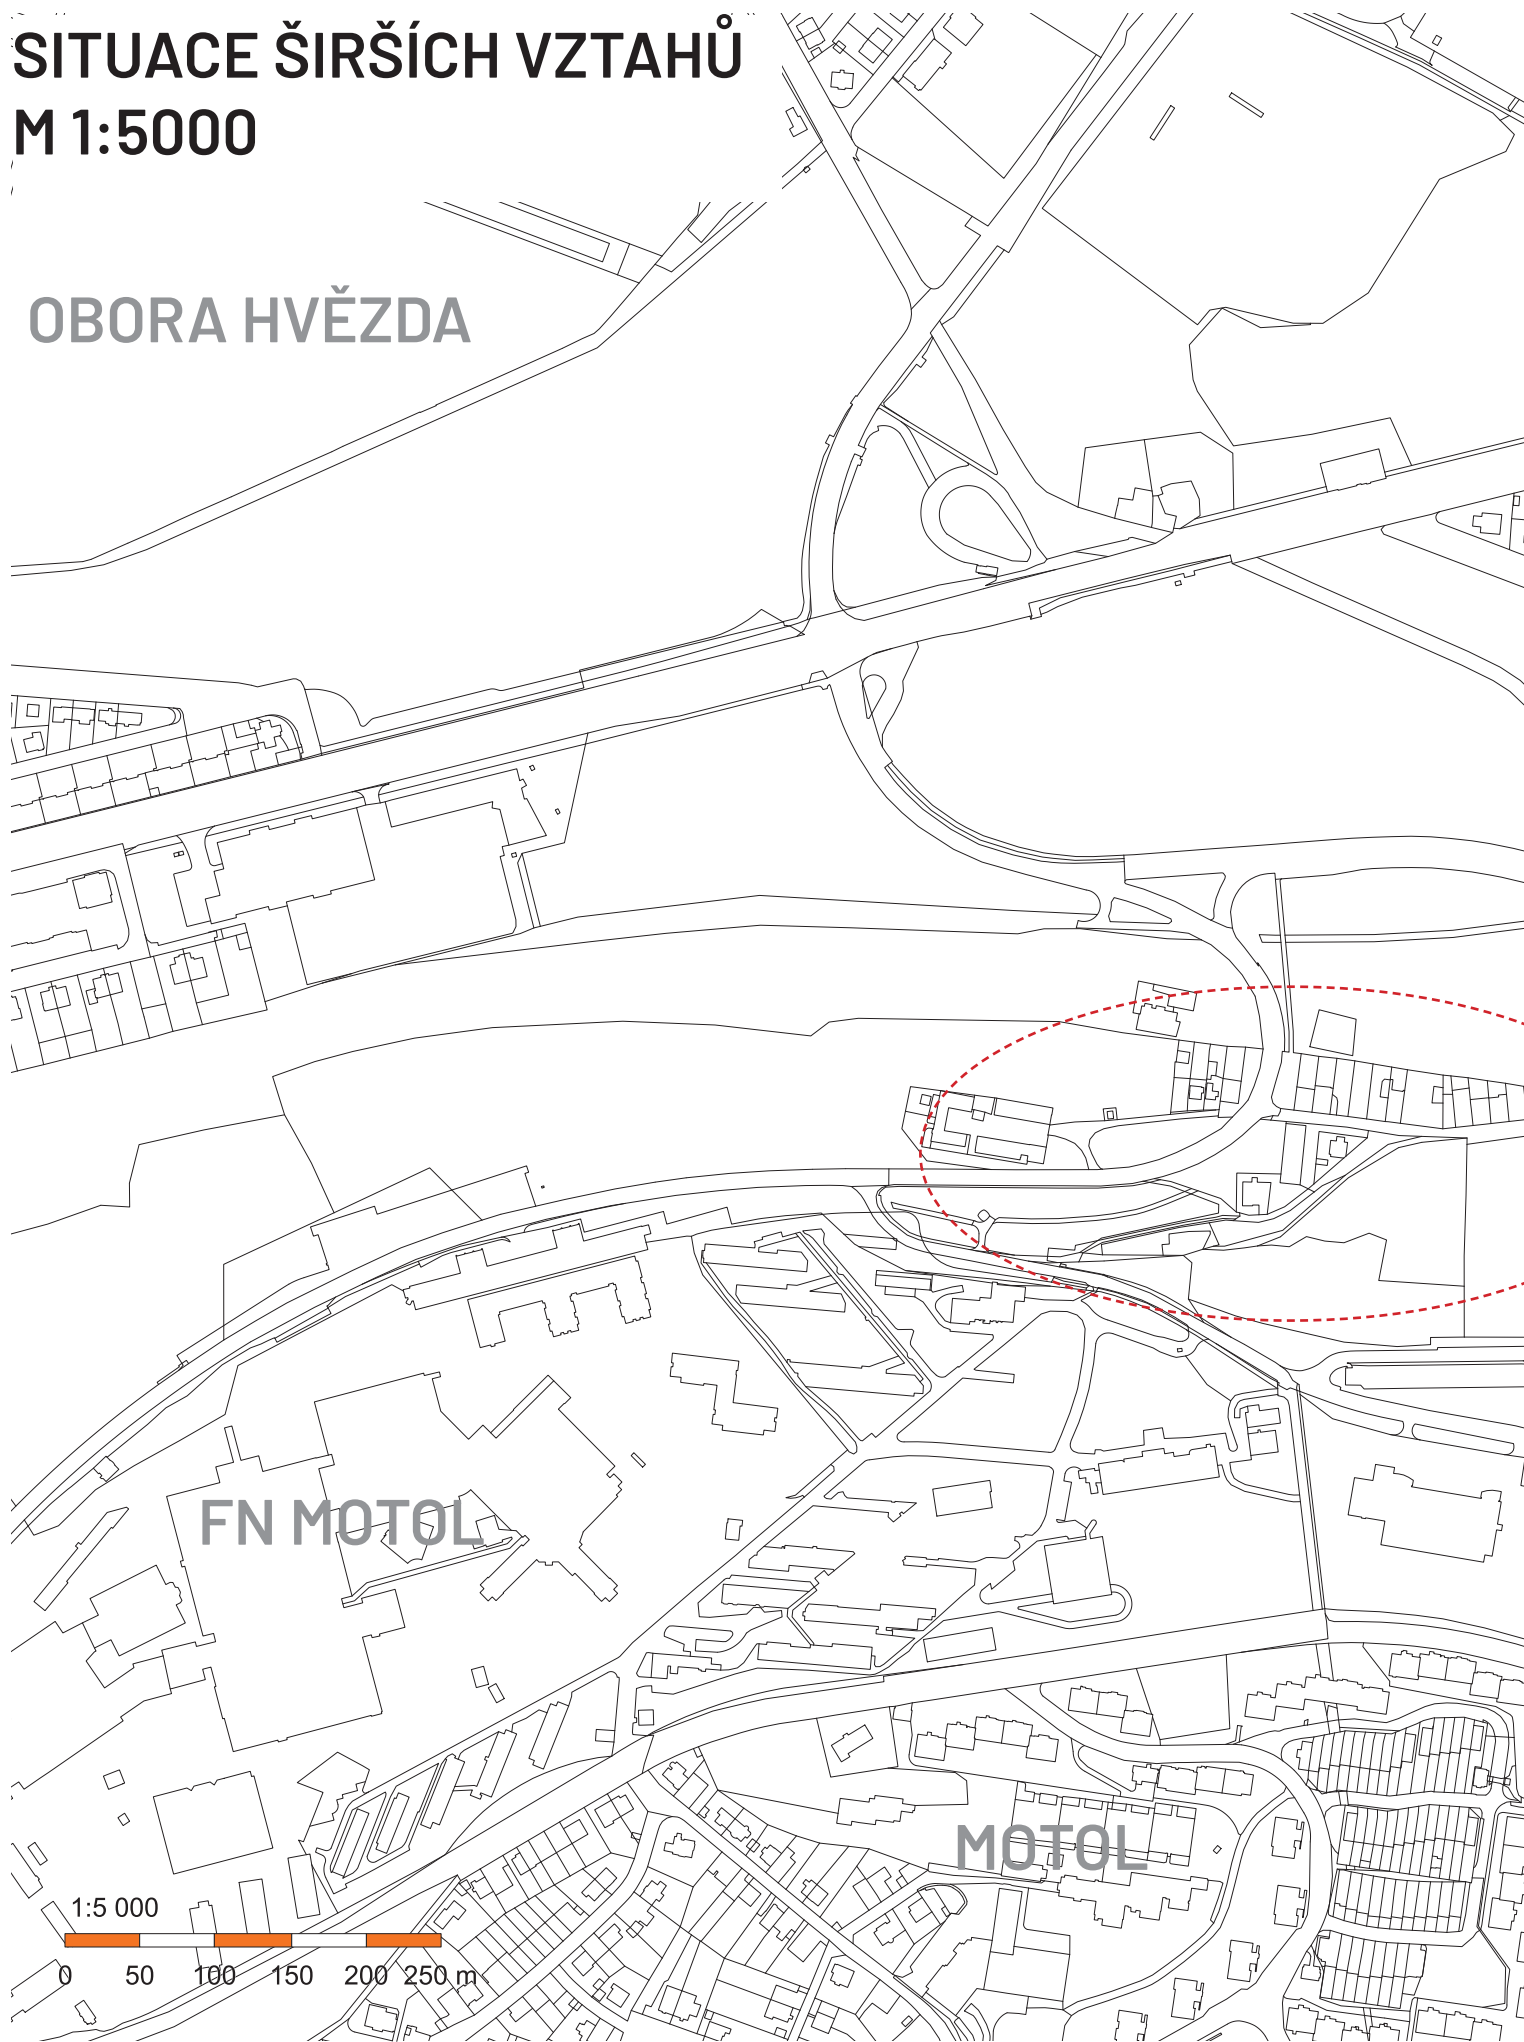 SITUACE ŠIRŠÍCH VZTAHŮ
M 1:5000
OBORA HVĚZDA
FN MOTOL
MOTOL
1:5 000
0 50 100 150 200 250 m